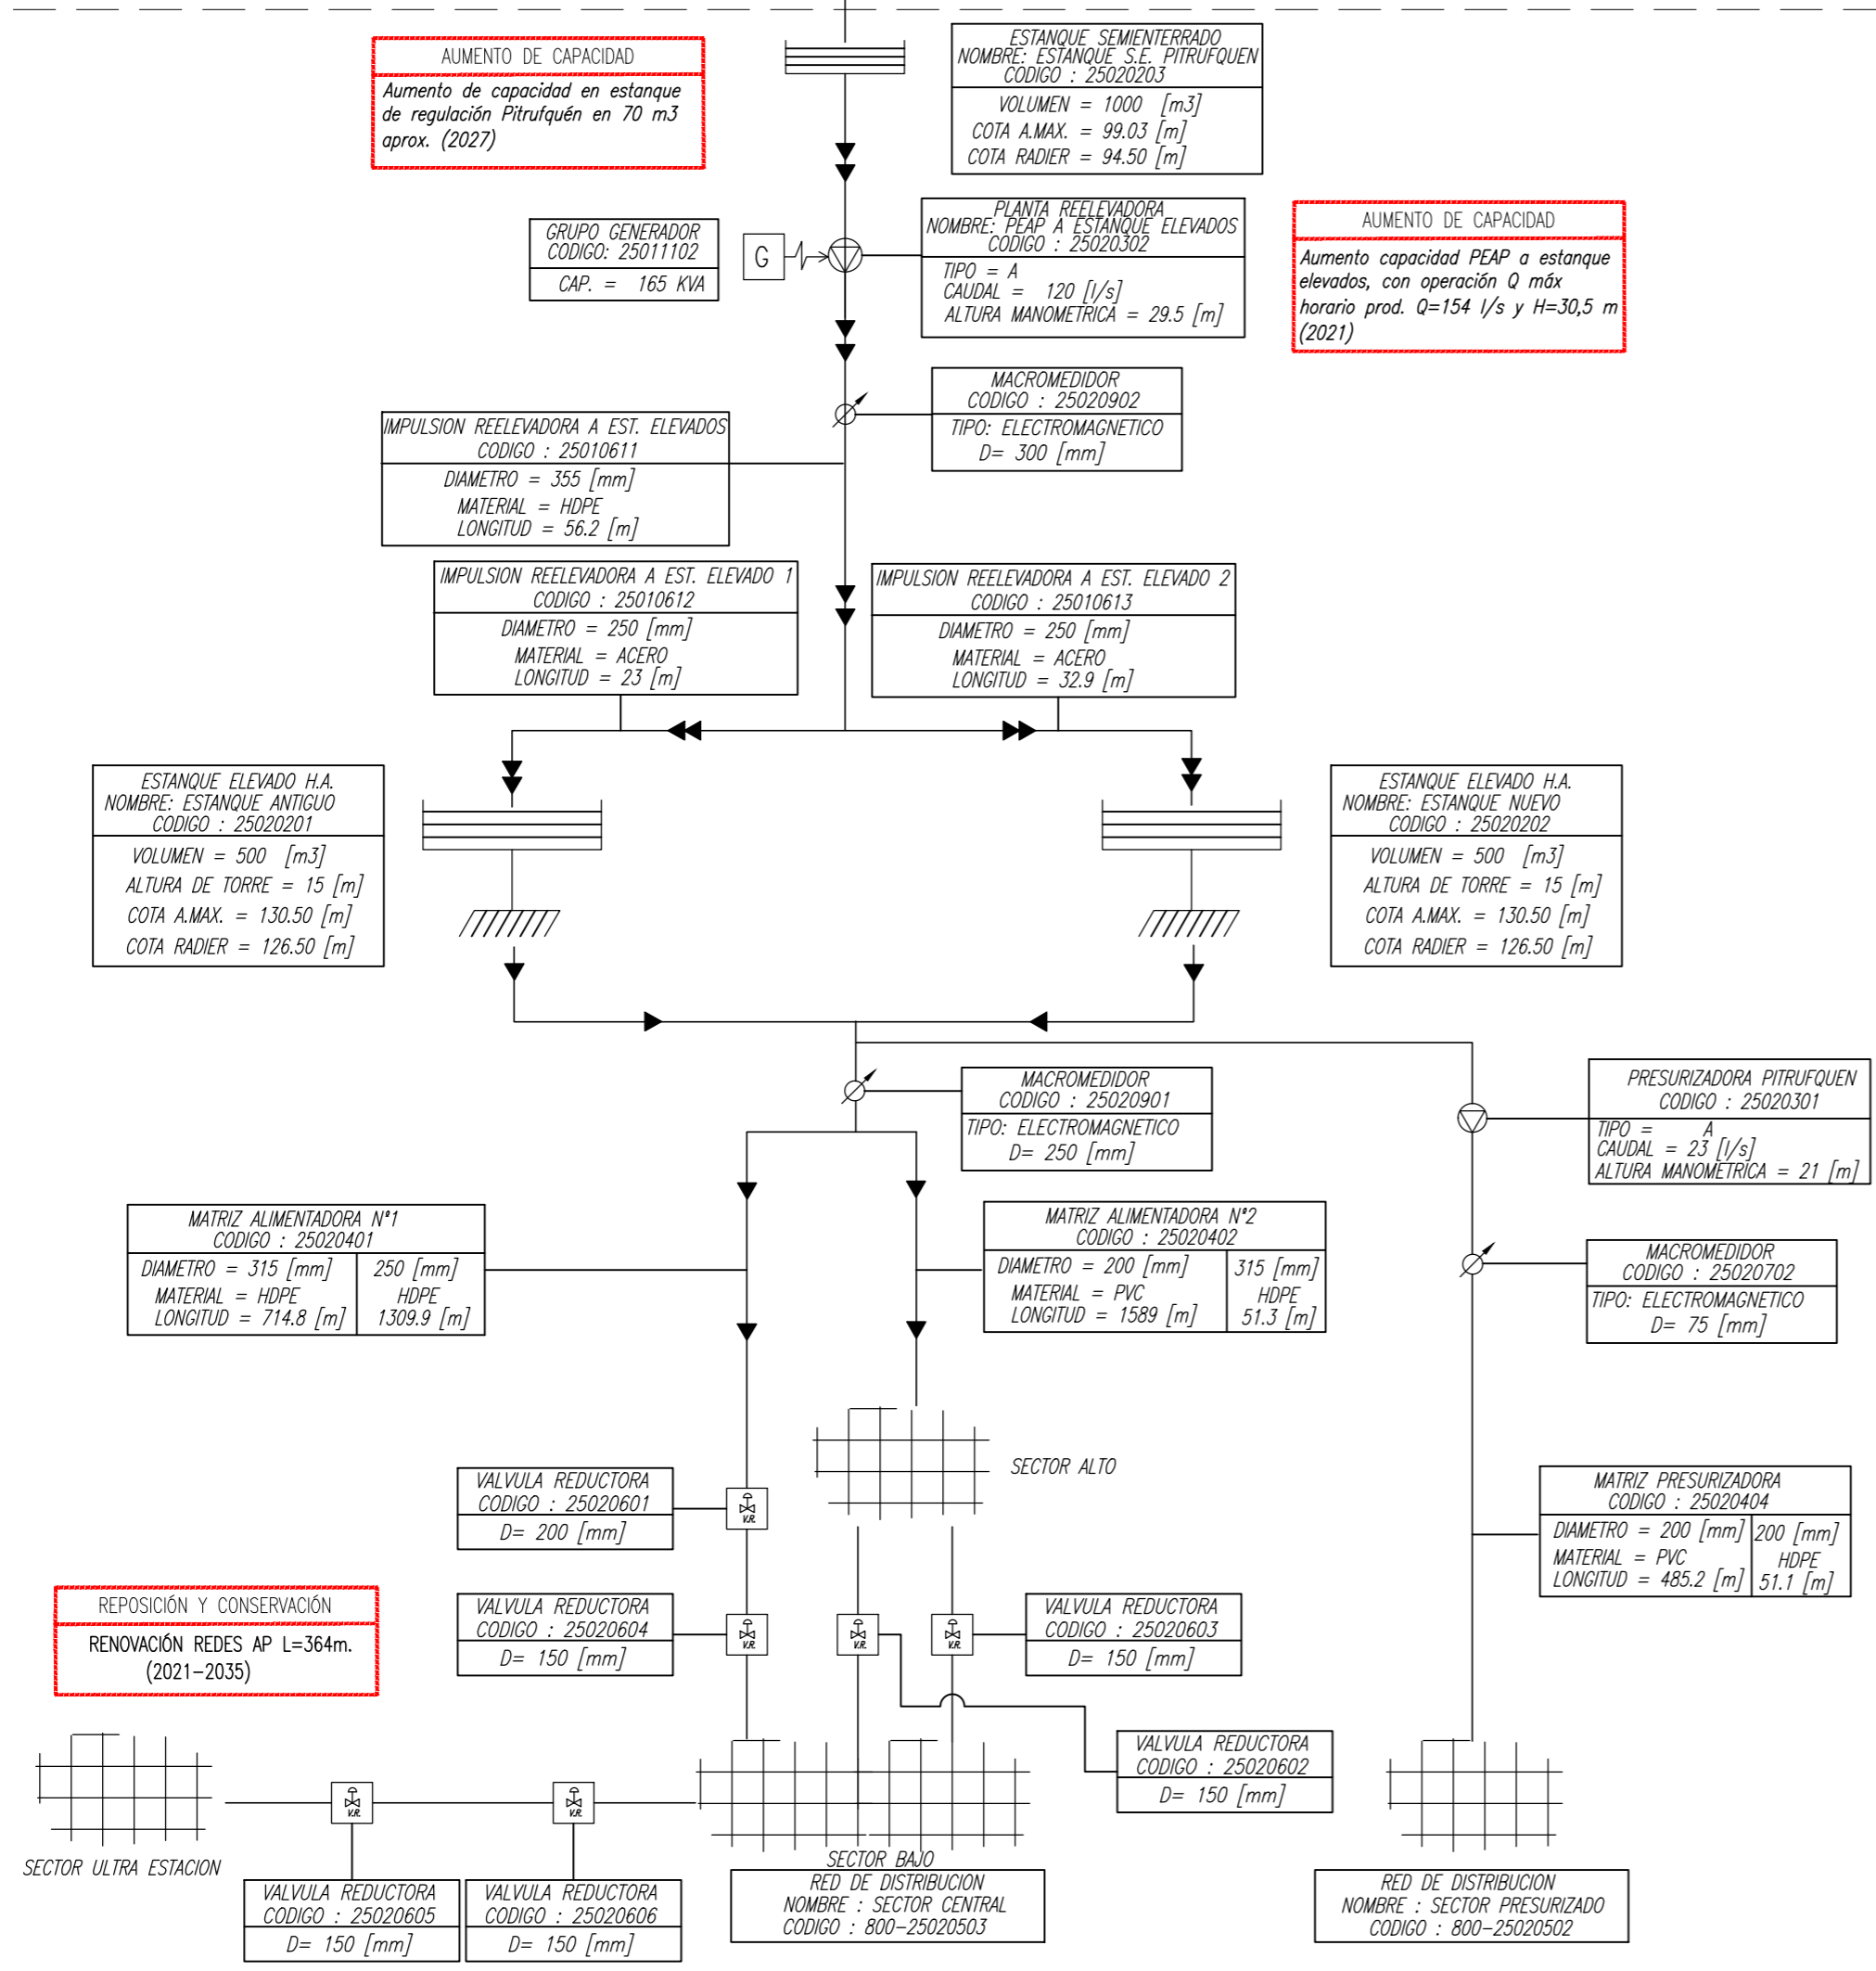 AUMENTO DE CAPACIDAD
Aumento de capacidad en estanque
de regulación Pitrufquén en 70 m3
aprox. (2027)
ESTANQUE SEMIENTERRADO
NOMBRE: ESTANQUE S.E. PITRUFQUEN
CODIGO : 25020203
VOLUMEN = 1000 [m3]
COTA A.MAX. = 99.03 [m]
COTA RADIER = 94.50 [m]
GRUPO GENERADOR
CODIGO: 25011102
CAP. = 165 KVA
G
PLANTA REELEVADORA
NOMBRE: PEAP A ESTANQUE ELEVADOS
CODIGO : 25020302
TIPO = A
CAUDAL = 120 [l/s]
ALTURA MANOMETRICA = 29.5 [m]
AUMENTO DE CAPACIDAD
Aumento capacidad PEAP a estanque
elevados, con operación Q máx
horario prod. Q=154 l/s y H=30,5 m
(2021)
MACROMEDIDOR
CODIGO : 25020902
TIPO: ELECTROMAGNETICO
D= 300 [mm]
IMPULSION REELEVADORA A EST. ELEVADOS
CODIGO : 25010611
DIAMETRO = 355 [mm]
MATERIAL = HDPE
LONGITUD = 56.2 [m]
IMPULSION REELEVADORA A EST. ELEVADO 1
CODIGO : 25010612
DIAMETRO = 250 [mm]
MATERIAL = ACERO
LONGITUD = 23 [m]
IMPULSION REELEVADORA A EST. ELEVADO 2
CODIGO : 25010613
DIAMETRO = 250 [mm]
MATERIAL = ACERO
LONGITUD = 32.9 [m]
ESTANQUE ELEVADO H.A.
NOMBRE: ESTANQUE ANTIGUO
CODIGO : 25020201
VOLUMEN = 500 [m3]
ALTURA DE TORRE = 15 [m]
COTA A.MAX. = 130.50 [m]
COTA RADIER = 126.50 [m]
ESTANQUE ELEVADO H.A.
NOMBRE: ESTANQUE NUEVO
CODIGO : 25020202
VOLUMEN = 500 [m3]
ALTURA DE TORRE = 15 [m]
COTA A.MAX. = 130.50 [m]
COTA RADIER = 126.50 [m]
MACROMEDIDOR
CODIGO : 25020901
TIPO: ELECTROMAGNETICO
D= 250 [mm]
PRESURIZADORA PITRUFQUEN
CODIGO : 25020301
TIPO = A
CAUDAL = 23 [l/s]
ALTURA MANOMETRICA = 21 [m]
MATRIZ ALIMENTADORA N°1
CODIGO : 25020401
DIAMETRO = 315 [mm] 250 [mm]
MATERIAL = HDPE HDPE
LONGITUD = 714.8 [m] 1309.9 [m]
MATRIZ ALIMENTADORA N°2
CODIGO : 25020402
DIAMETRO = 200 [mm] 315 [mm]
MATERIAL = PVC HDPE
LONGITUD = 1589 [m] 51.3 [m]
MACROMEDIDOR
CODIGO : 25020702
TIPO: ELECTROMAGNETICO
D= 75 [mm]
SECTOR ALTO
VALVULA REDUCTORA
CODIGO : 25020601
D= 200 [mm]
V.R.
MATRIZ PRESURIZADORA
CODIGO : 25020404
DIAMETRO = 200 [mm] 200 [mm]
MATERIAL = PVC HDPE
LONGITUD = 485.2 [m] 51.1 [m]
REPOSICIÓN Y CONSERVACIÓN
RENOVACIÓN REDES AP L=364m.
(2021-2035)
VALVULA REDUCTORA
CODIGO : 25020604
D= 150 [mm]
V.R.
V.R.
V.R.
VALVULA REDUCTORA
CODIGO : 25020603
D= 150 [mm]
VALVULA REDUCTORA
CODIGO : 25020602
D= 150 [mm]
V.R.
V.R.
SECTOR ULTRA ESTACION
VALVULA REDUCTORA
CODIGO : 25020605
D= 150 [mm]
VALVULA REDUCTORA
CODIGO : 25020606
D= 150 [mm]
SECTOR BAJO
RED DE DISTRIBUCION
NOMBRE : SECTOR CENTRAL
CODIGO : 800-25020503
RED DE DISTRIBUCION
NOMBRE : SECTOR PRESURIZADO
CODIGO : 800-25020502